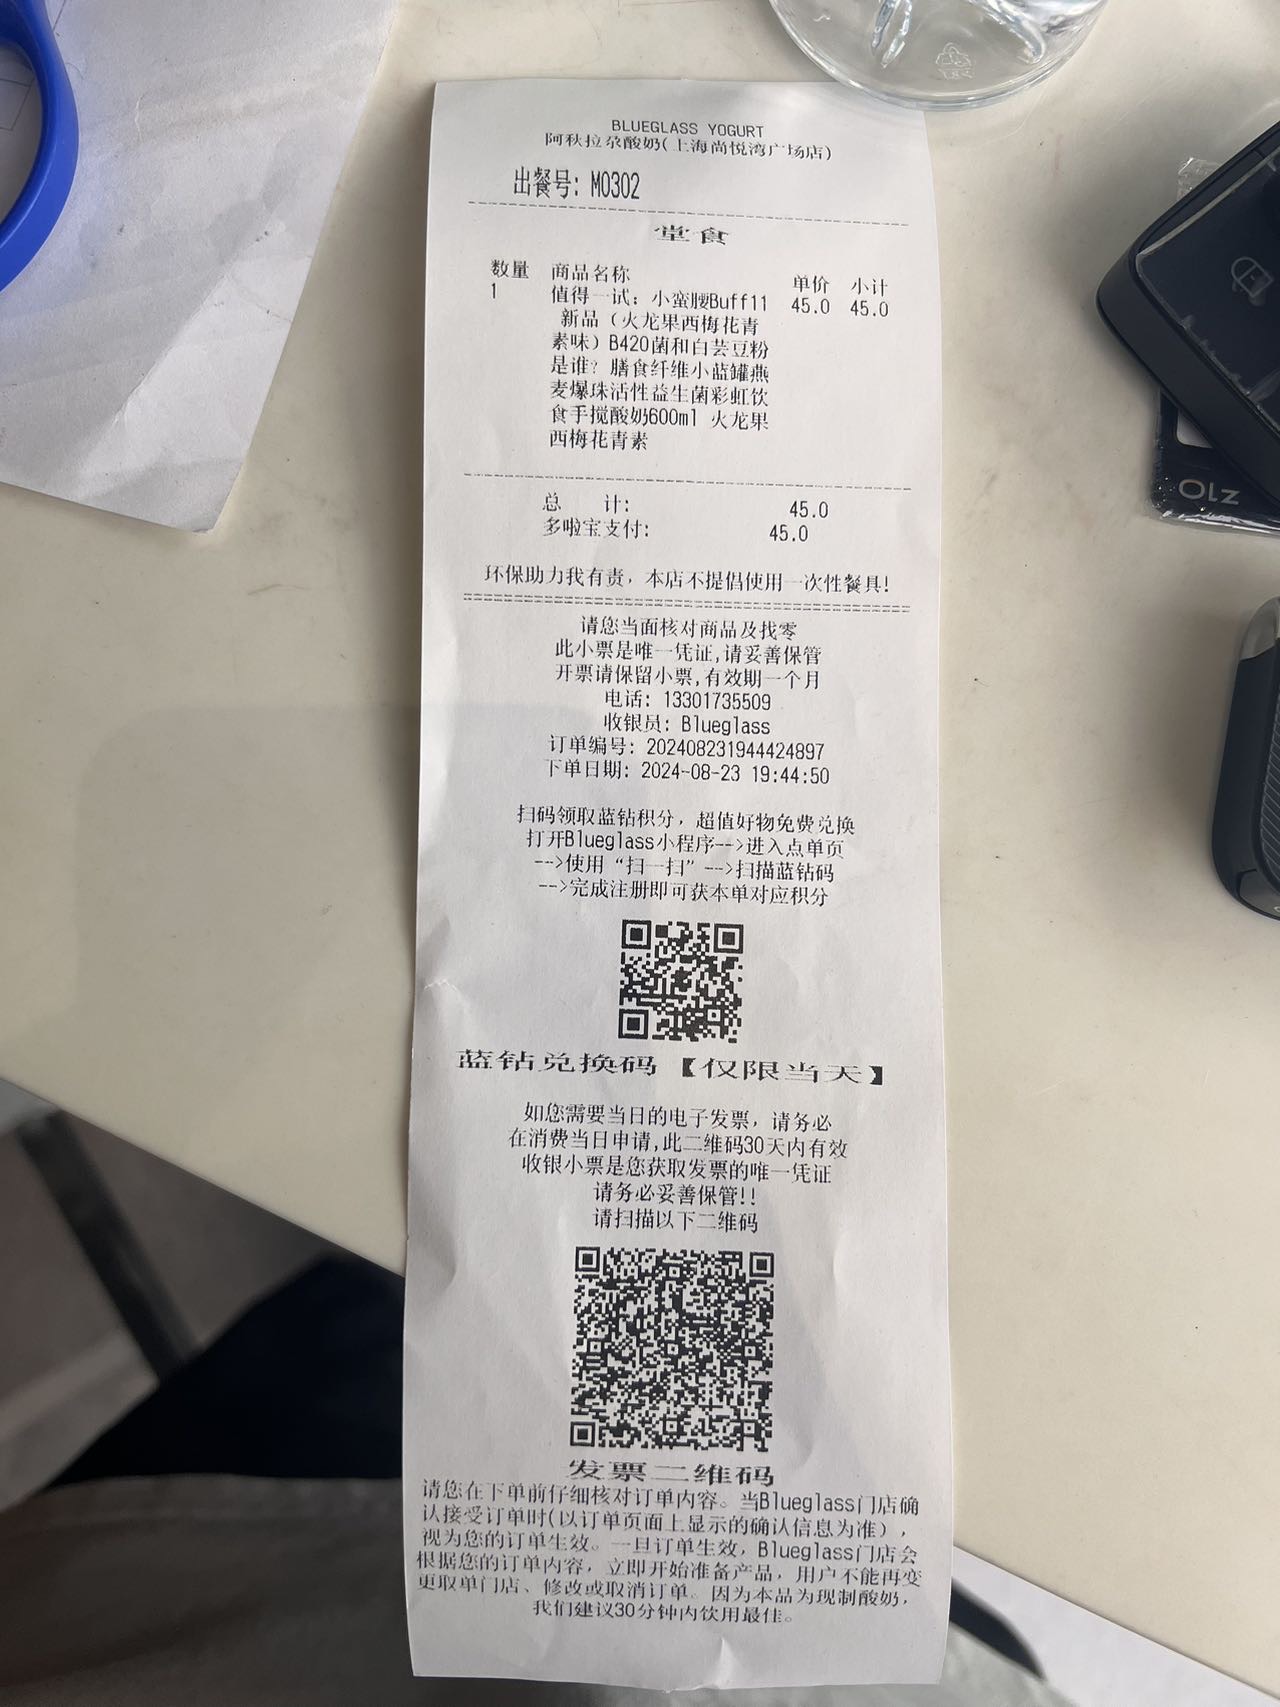 BLUEGLASS YOGURT
阿秋拉尕酸奶(上海尚悦湾广场店)
出餐号: M0302
堂食
数量 商品名称 单价 小计
1 值得一试: 小蛮腰Buff11 45.0 45.0
新品（火龙果西梅花青
素味）B420菌和白芸豆粉
是谁? 膳食纤维小蓝罐燕
麦爆珠活性益生菌彩虹饮
食手搅酸奶600ml 火龙果
西梅花青素
总 计: 45.0
多啦宝支付: 45.0
环保助力我有责，本店不提倡使用一次性餐具!
请您当面核对商品及找零
此小票是唯一凭证,请妥善保管
开票请保留小票,有效期一个月
电话: 13301735509
收银员: Blueglass
订单编号: 202408231944424897
下单日期: 2024-08-23 19:44:50
扫码领取蓝钻积分，超值好物免费兑换
打开Blueglass小程序-->进入点单页
-->使用“扫一扫”-->扫描蓝钻码
-->完成注册即可获本单对应积分
蓝钻兑换码【仅限当天】
如您需要当日的电子发票，请务必
在消费当日申请,此二维码30天内有效
收银小票是您获取发票的唯一凭证
请务必妥善保管!!
请扫描以下二维码
发票二维码
请您在下单前仔细核对订单内容。当Blueglass门店确
认接受订单时(以订单页面上显示的确认信息为准)，
视为您的订单生效。一旦订单生效，Blueglass门店会
根据您的订单内容，立即开始准备产品，用户不能再变
更取单门店、修改或取消订单。因为本品为现制酸奶，
我们建议30分钟内饮用最佳。